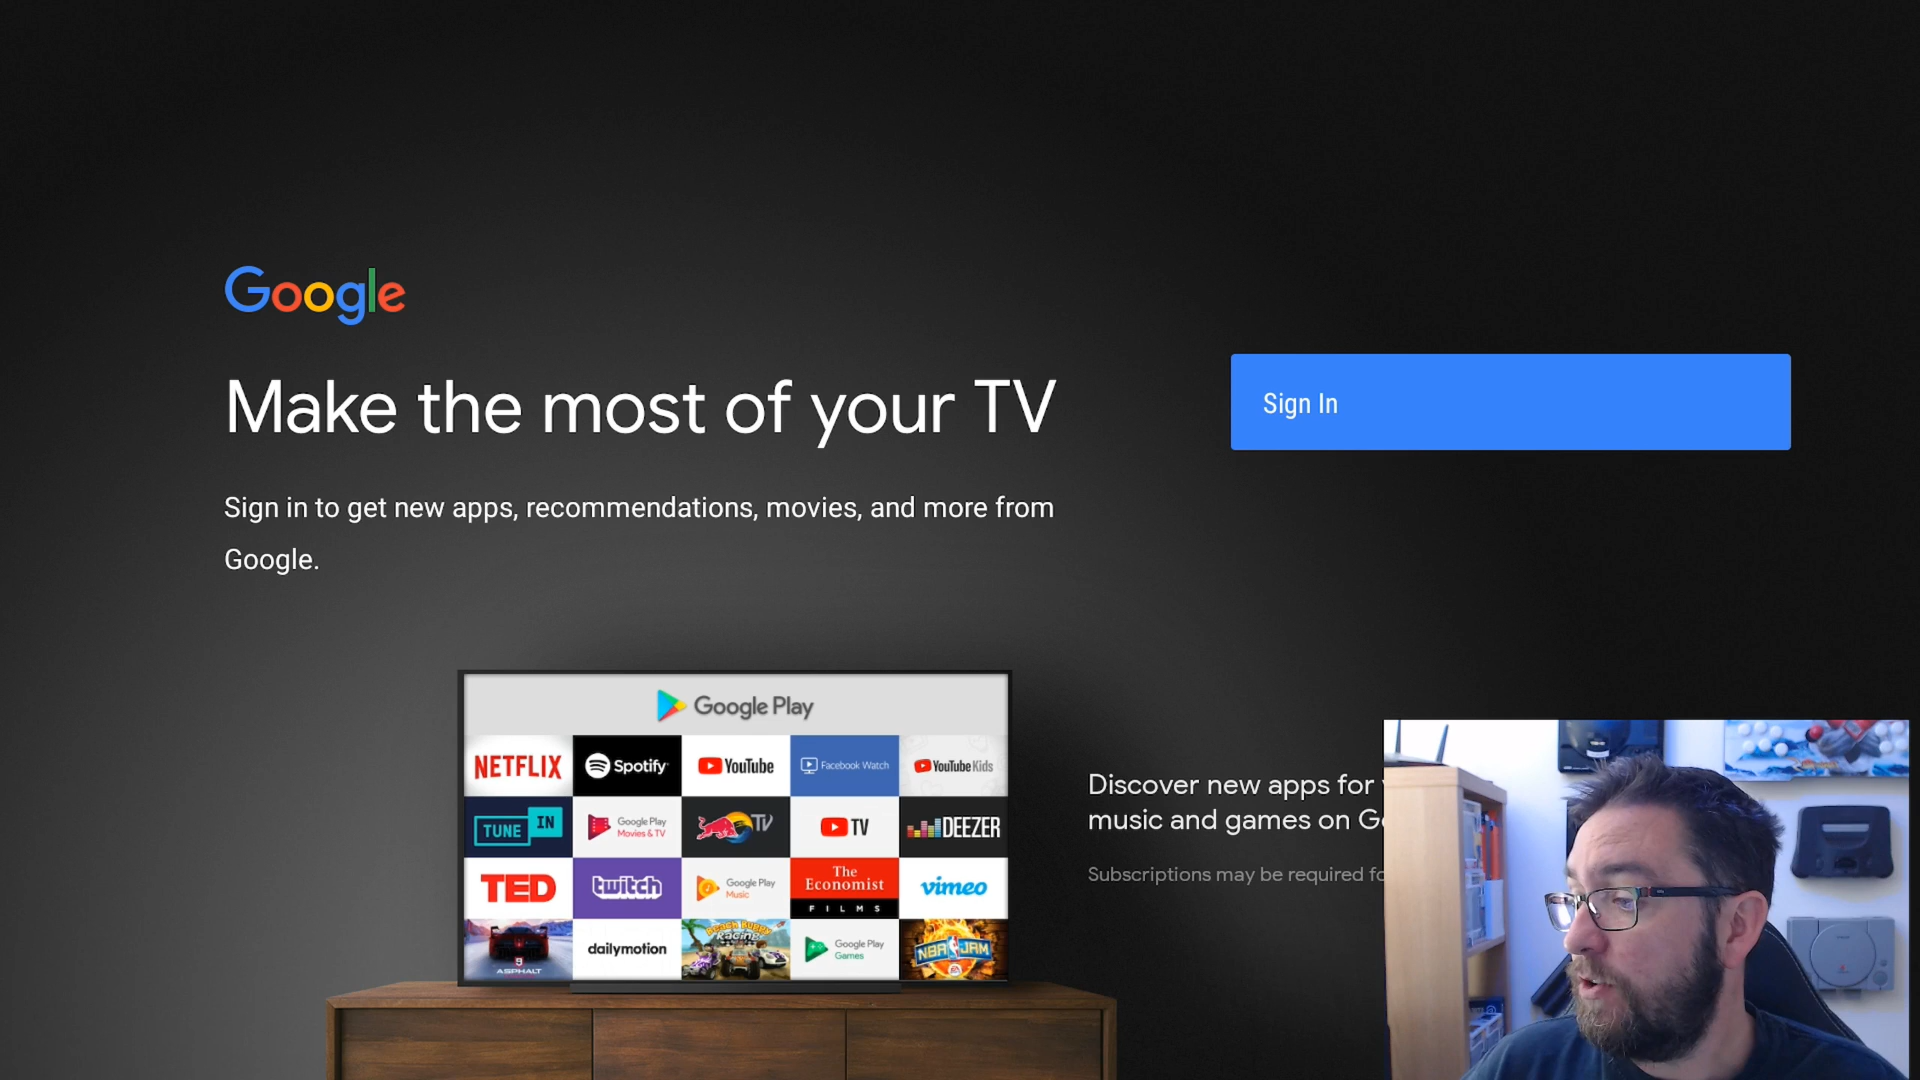 Google
Make the most of your TV
Sign In
Sign in to get new apps, recommendations, movies, and more from
Google.
Google Play
NETFLIX
Spotify
YouTube
Facebook Watch
YouTube Kids
TUNE IN
Google Play
Movies & TV
TV
TV
DEEZER
TED
twitch
Google Play
Music
The
Economist
FILMS
vimeo
ASPHALT
dailymotion
Beach Buggy
Racing
Google Play
Games
NBA JAM
EA
Discover new apps for
music and games on G
Subscriptions may be required fo